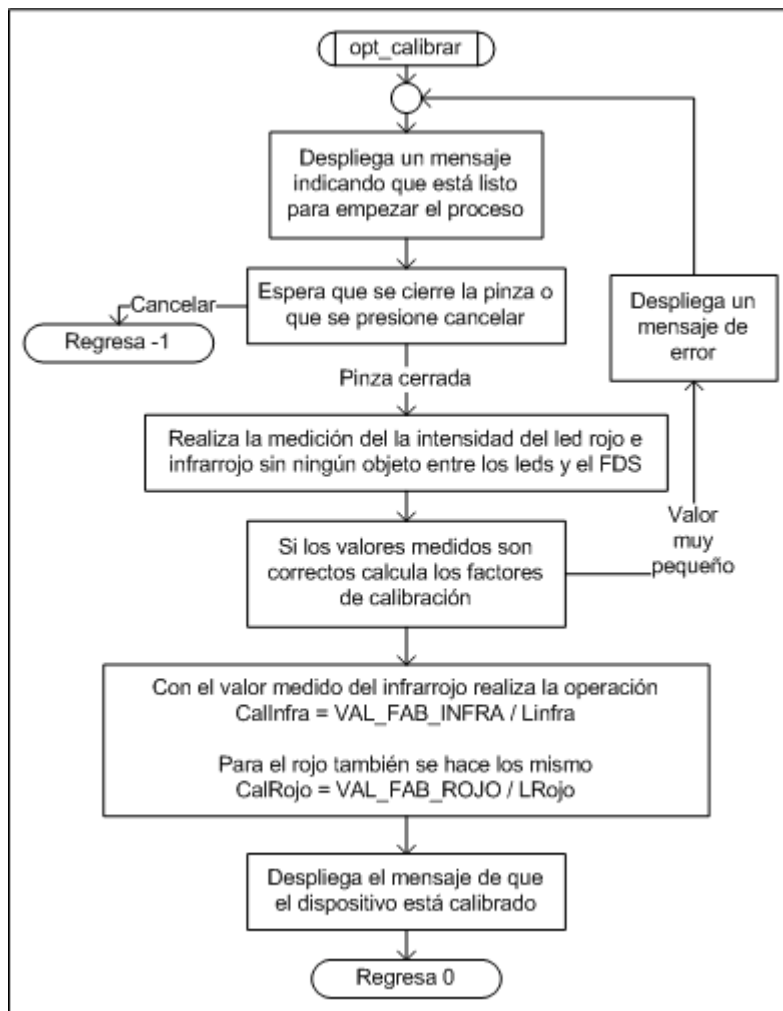 opt_calibrar
Despliega un mensaje
indicando que está listo
para empezar el proceso
Espera que se cierre la pinza o
que se presione cancelar
Cancelar
Regresa -1
Despliega un
mensaje de
error
Pinza cerrada
Realiza la medición del la intensidad del led rojo e
infrarrojo sin ningún objeto entre los leds y el FDS
Valor
muy
pequeño
Si los valores medidos son
correctos calcula los factores
de calibración
Con el valor medido del infrarrojo realiza la operación
CalInfra = VAL_FAB_INFRA / Linfra
Para el rojo también se hace los mismo
CalRojo = VAL_FAB_ROJO / LRojo
Despliega el mensaje de que
el dispositivo está calibrado
Regresa 0